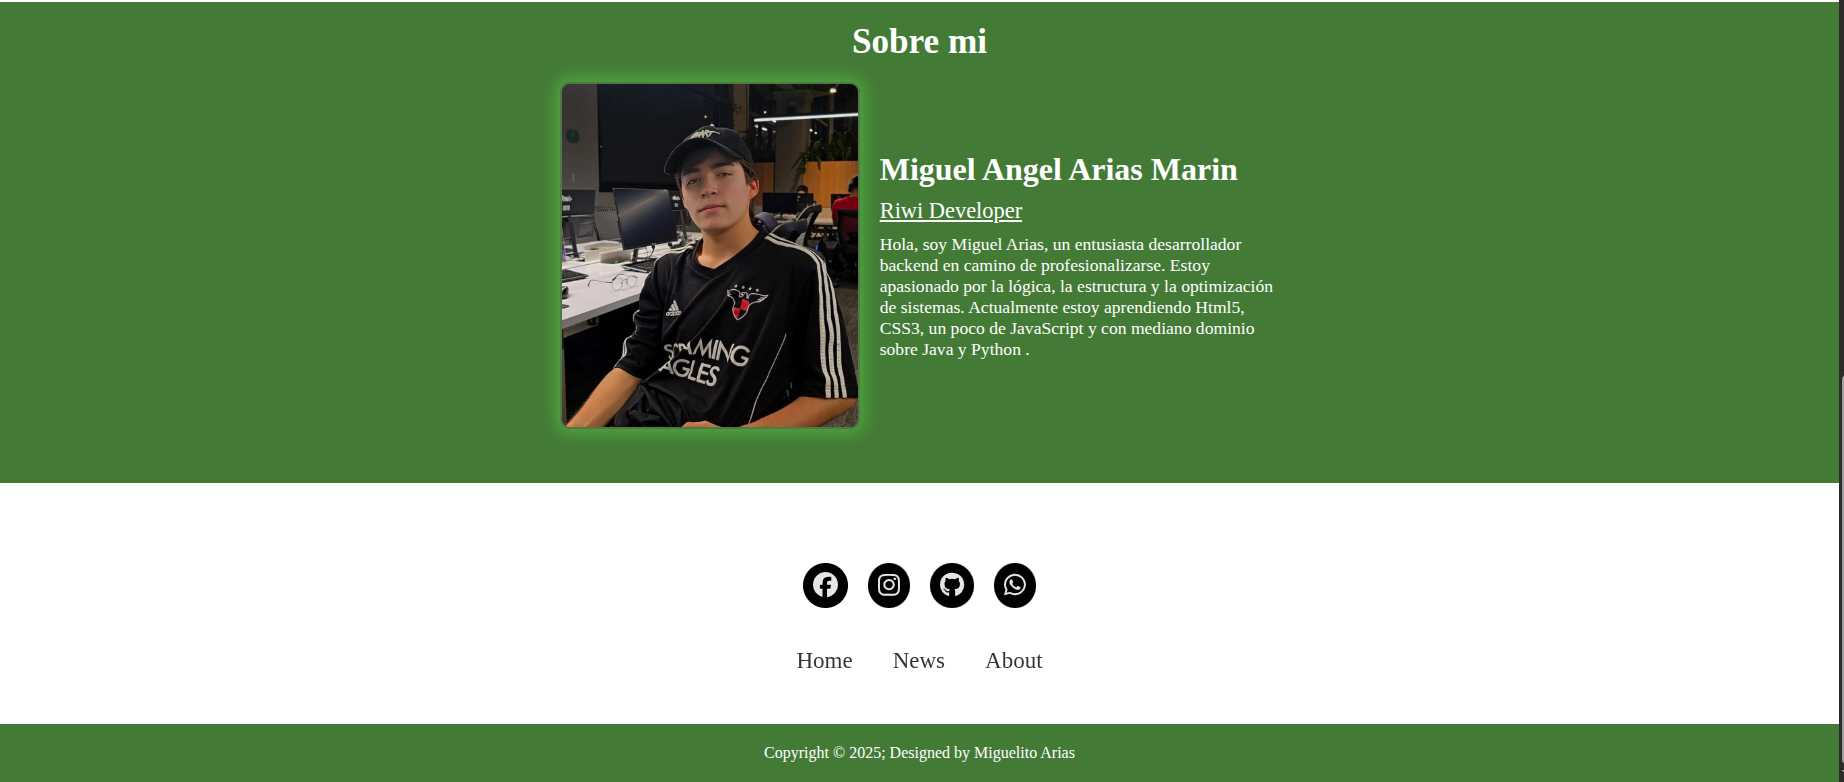 Sobre mi
Miguel Angel Arias Marin
Riwi Developer
Hola, soy Miguel Arias, un entusiasta desarrollador
backend en camino de profesionalizarse. Estoy
apasionado por la lógica, la estructura y la optimización
de sistemas. Actualmente estoy aprendiendo Html5,
CSS3, un poco de JavaScript y con mediano dominio
sobre Java y Python .
adidas
AGLES
Home News About
Copyright © 2025; Designed by Miguelito Arias